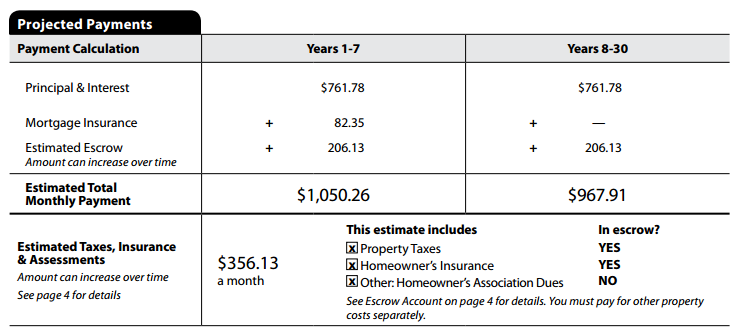 Projected Payments
Payment Calculation Years 1-7 Years 8-30
Principal & Interest $761.78 $761.78
Mortgage Insurance + 82.35 + —
Estimated Escrow + 206.13 + 206.13
Amount can increase over time
Estimated Total
Monthly Payment $1,050.26 $967.91
This estimate includes In escrow?
Estimated Taxes, Insurance
& Assessments
Amount can increase over time
See page 4 for details
$356.13
a month
x Property Taxes YES
x Homeowner's Insurance YES
x Other: Homeowner's Association Dues NO
See Escrow Account on page 4 for details. You must pay for other property
costs separately.